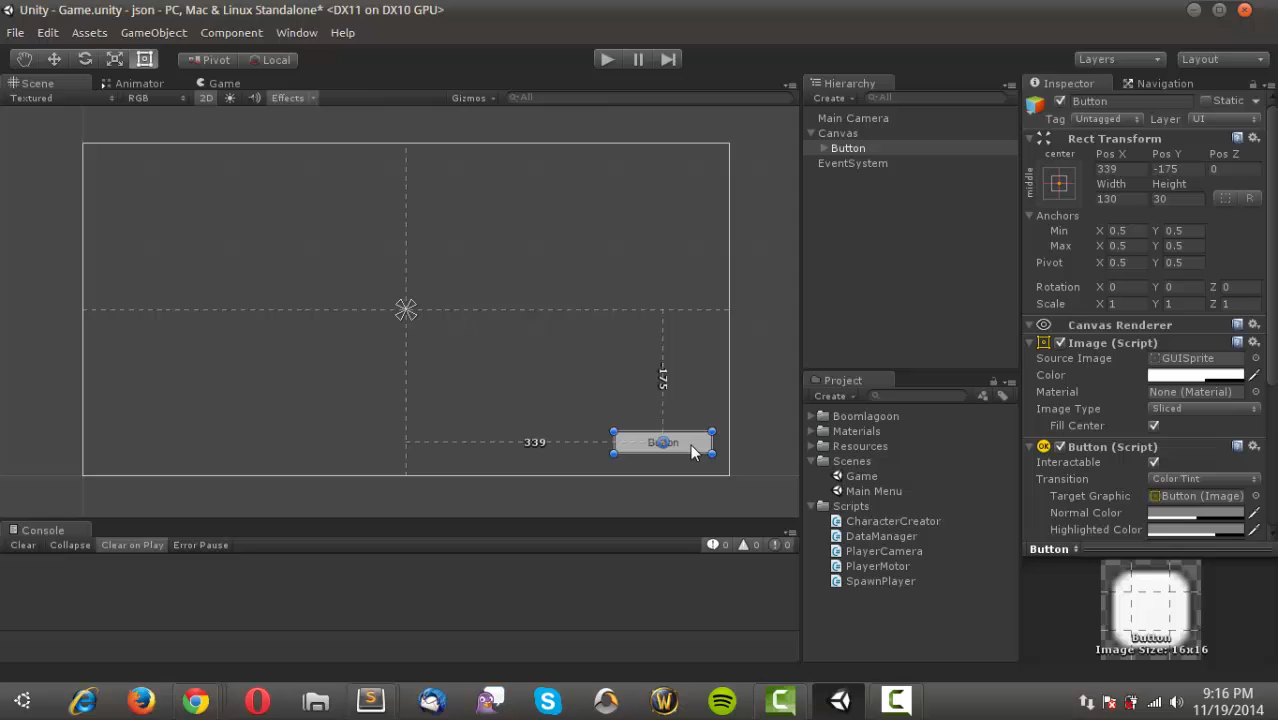 Unity - Game.unity - json - PC, Mac & Linux Standalone* <DX11 on DX10 GPU>
File Edit Assets GameObject Component Window Help
Pivot Local Layers Layout
Scene Animator Game
Textured RGB 2D Effects Gizmos All
339
175
Button
Hierarchy
Create All
Main Camera
Canvas
Button
EventSystem
Project
Create
Boomlagoon
Materials
Resources
Scenes
Game
Main Menu
Scripts
CharacterCreator
DataManager
PlayerCamera
PlayerMotor
SpawnPlayer
Inspector Navigation
Button Static
Tag Untagged Layer UI
Rect Transform
center Pos X Pos Y Pos Z
middle 339 -175 0
Width Height
130 30 R
Anchors
Min X 0.5 Y 0.5
Max X 0.5 Y 0.5
Pivot X 0.5 Y 0.5
Rotation X 0 Y 0 Z 0
Scale X 1 Y 1 Z 1
Canvas Renderer
Image (Script)
Source Image GUISprite
Color
Material None (Material)
Image Type Sliced
Fill Center
OK Button (Script)
Interactable
Transition Color Tint
Target Graphic Button (Image)
Normal Color
Highlighted Color
Button
Button
Image Size: 16x16
Console
Clear Collapse Clear on Play Error Pause 0 0 0
9:16 PM
11/19/2014